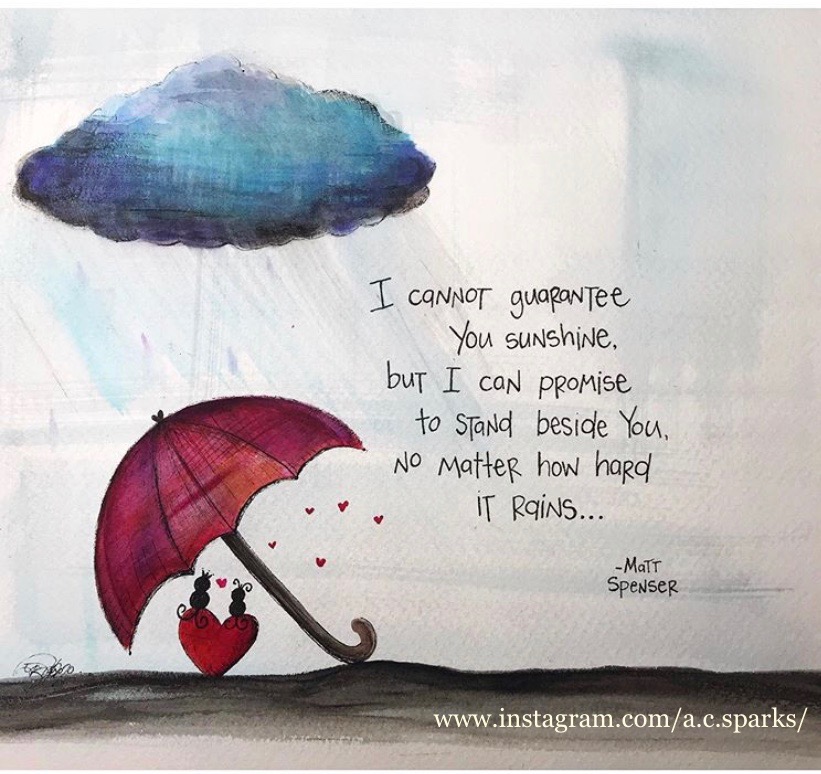 I cannot guarantee
you sunshine,
but I can promise
to stand beside you,
no matter how hard
it rains...
-Matt
Spenser
www.instagram.com/a.c.sparks/